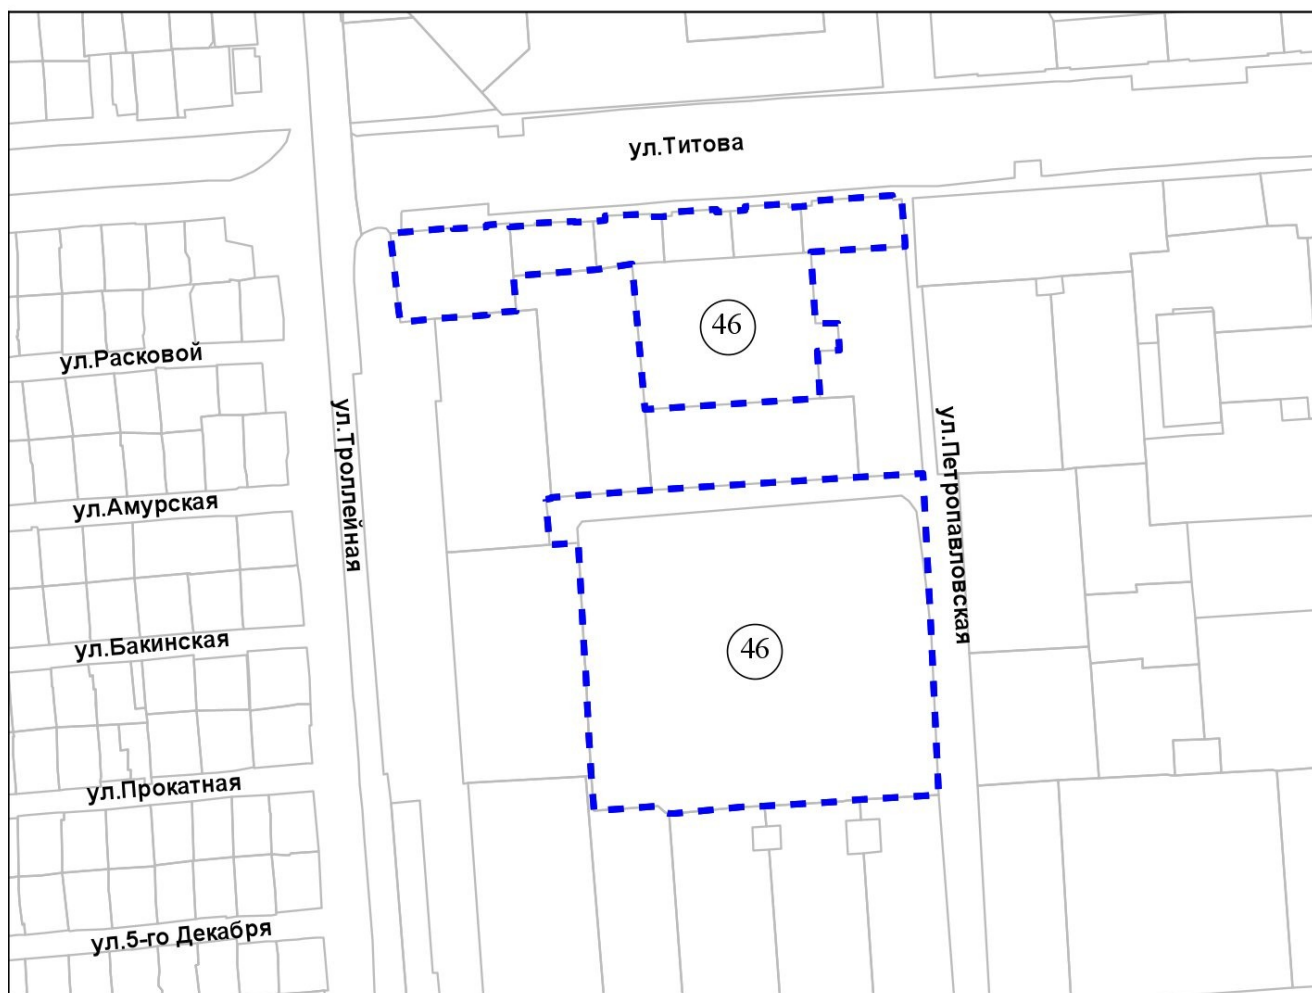 ул.Титова
46
ул.Расковой
ул.Троллейная
ул.Петропавловская
ул.Амурская
ул.Бакинская
46
ул.Прокатная
ул.5-го Декабря